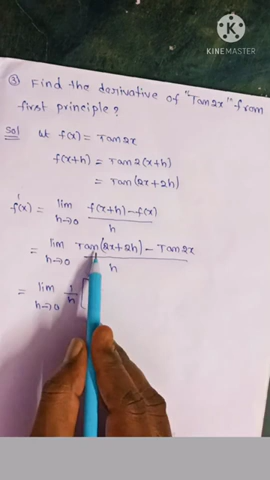 KINEMASTER
③ Find the derivative of "Tan2x" from
first principle?
Sol let f(x) = Tan2x
f(x+h) = Tan2(x+h)
= Tan(2x+2h)
f'(x) = lim h→0 f(x+h)-f(x) / h
= lim h→0 Tan(2x+2h) - Tan2x / h
= lim h→0 1/h [